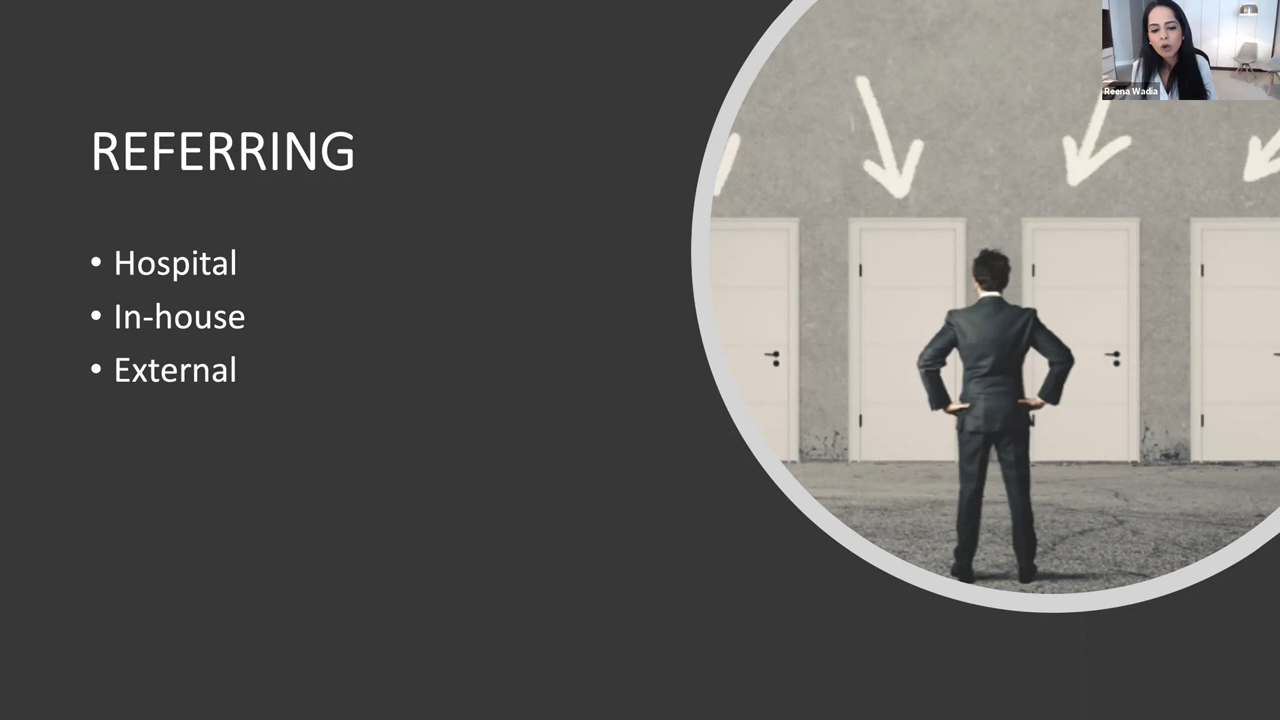 REFERRING
• Hospital
• In-house
• External
Reena Wadia